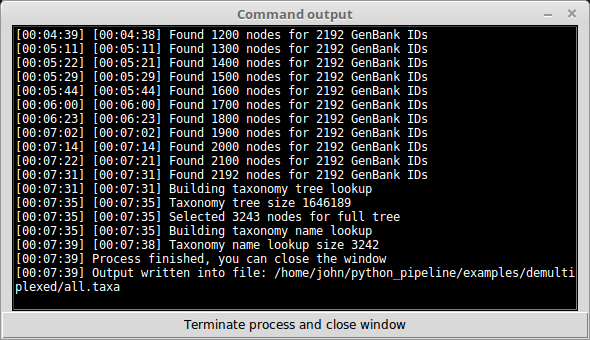 Command output
[00:04:39] [00:04:38] Found 1200 nodes for 2192 GenBank IDs
[00:05:11] [00:05:11] Found 1300 nodes for 2192 GenBank IDs
[00:05:22] [00:05:21] Found 1400 nodes for 2192 GenBank IDs
[00:05:29] [00:05:29] Found 1500 nodes for 2192 GenBank IDs
[00:05:44] [00:05:44] Found 1600 nodes for 2192 GenBank IDs
[00:06:00] [00:06:00] Found 1700 nodes for 2192 GenBank IDs
[00:06:23] [00:06:23] Found 1800 nodes for 2192 GenBank IDs
[00:07:02] [00:07:02] Found 1900 nodes for 2192 GenBank IDs
[00:07:14] [00:07:14] Found 2000 nodes for 2192 GenBank IDs
[00:07:22] [00:07:21] Found 2100 nodes for 2192 GenBank IDs
[00:07:31] [00:07:31] Found 2192 nodes for 2192 GenBank IDs
[00:07:31] [00:07:31] Building taxonomy tree lookup
[00:07:35] [00:07:35] Taxonomy tree size 1646189
[00:07:35] [00:07:35] Selected 3243 nodes for full tree
[00:07:35] [00:07:35] Building taxonomy name lookup
[00:07:39] [00:07:38] Taxonomy name lookup size 3242
[00:07:39] Process finished, you can close the window
[00:07:39] Output written into file: /home/john/python_pipeline/examples/demulti
plexed/all.taxa
Terminate process and close window